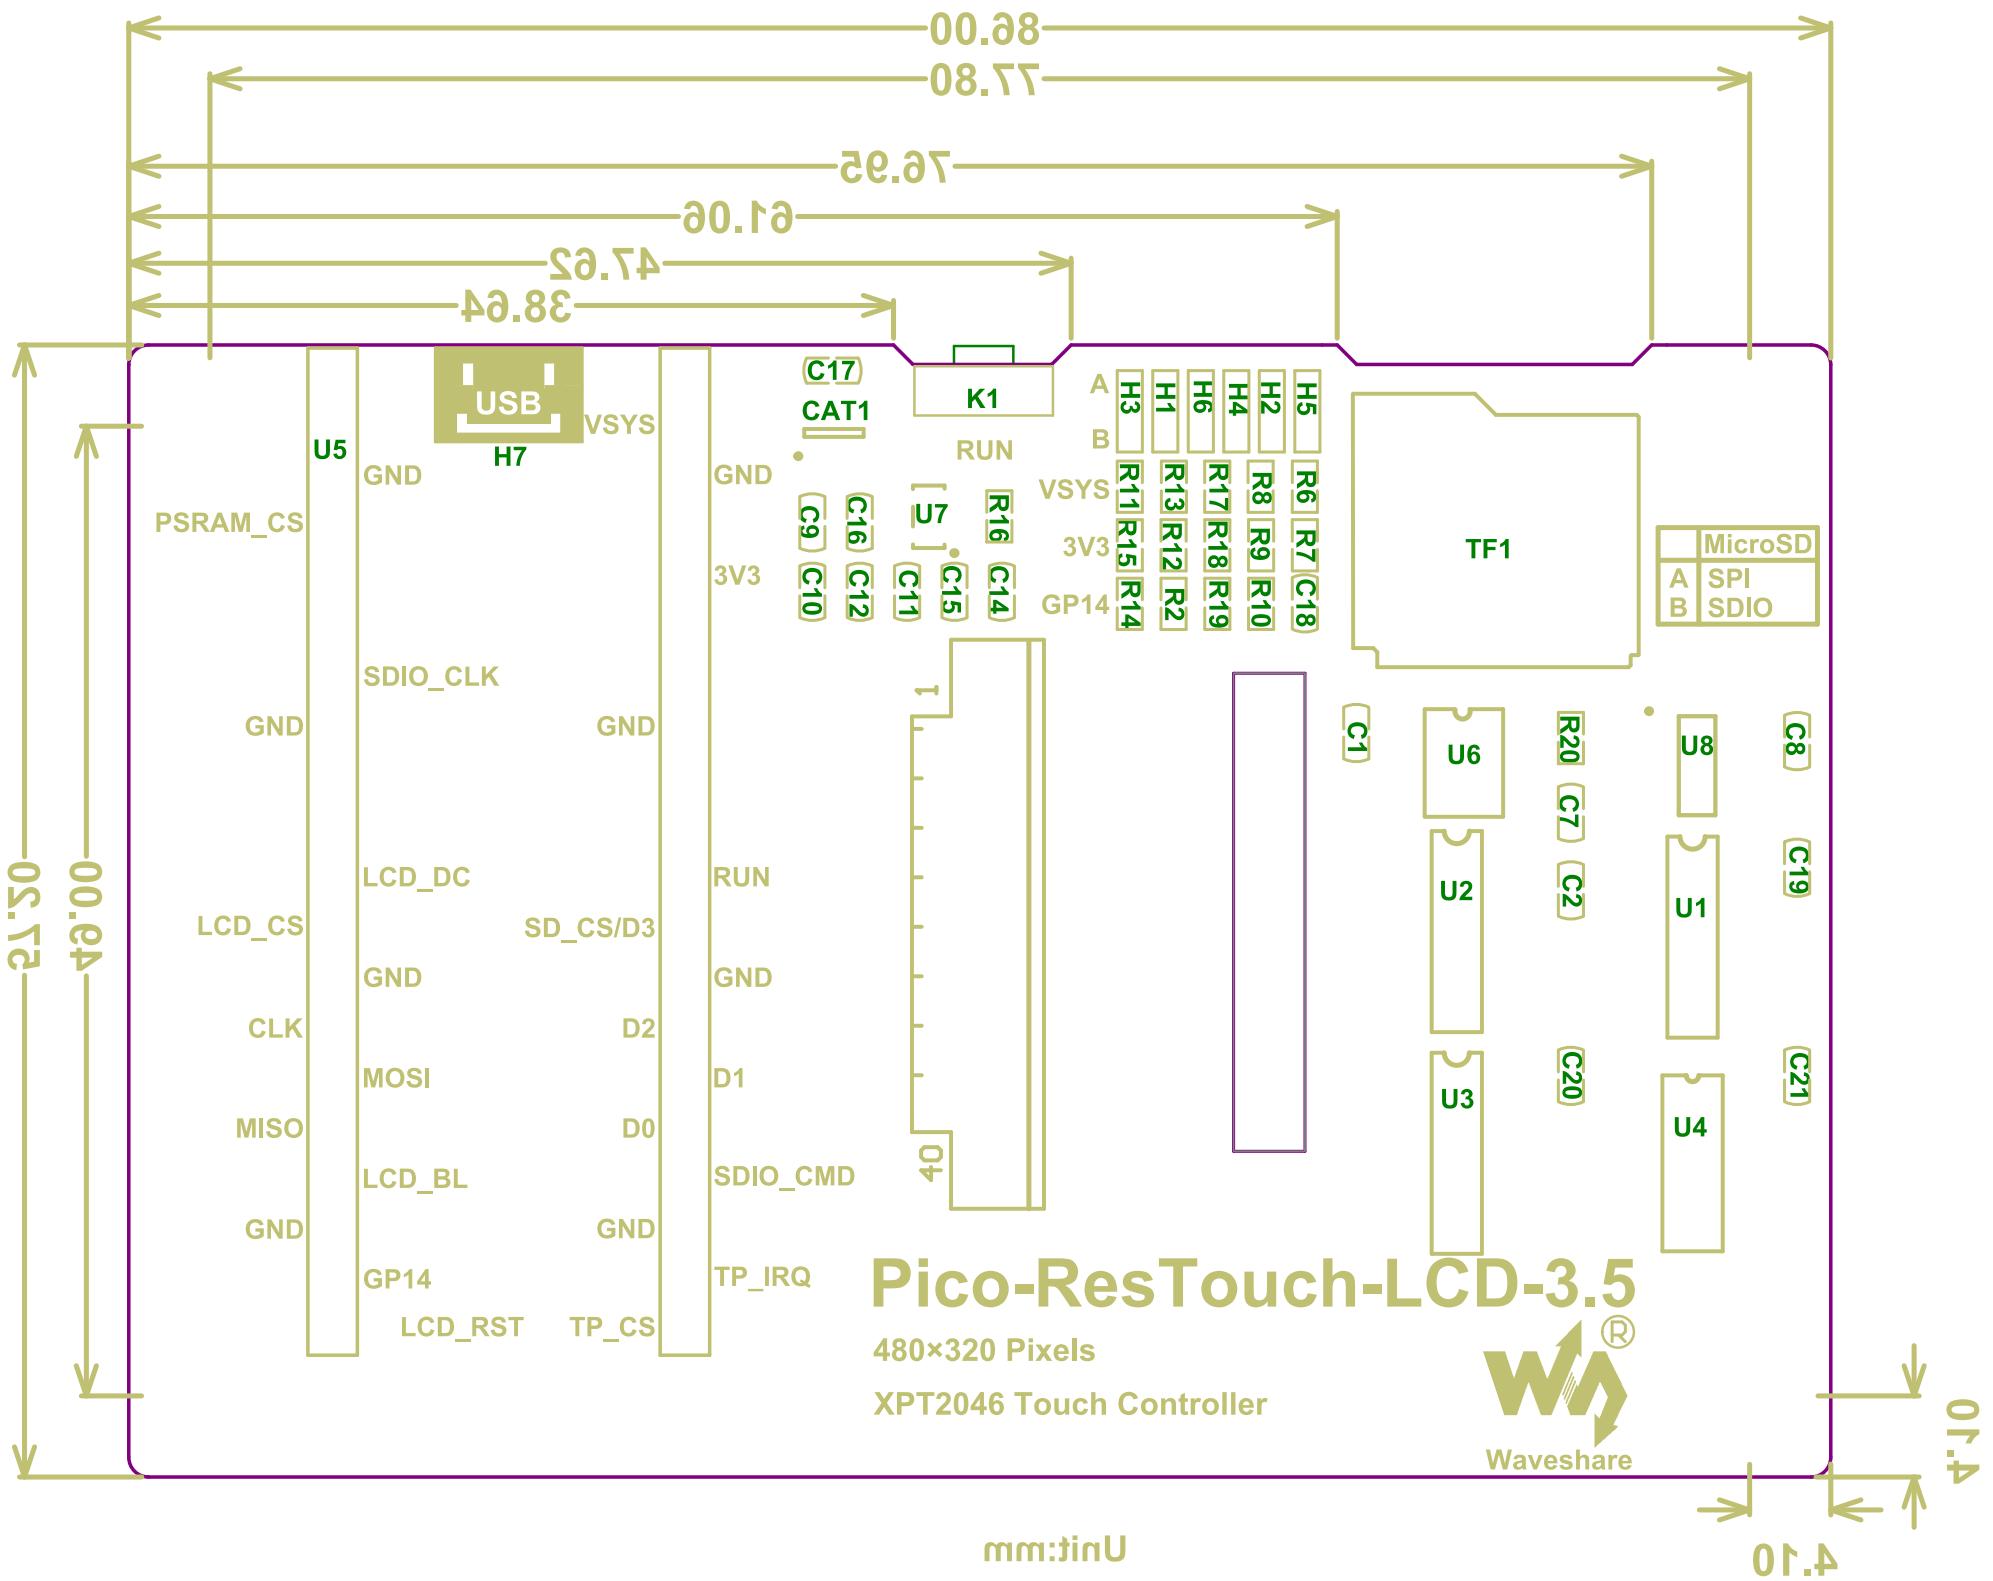 86.00
77.80
76.95
61.06
47.62
38.64
57.20
49.00
USB
H7
U5
VSYS
GND
PSRAM_CS
SDIO_CLK
GND
LCD_DC
LCD_CS
GND
CLK
MOSI
MISO
LCD_BL
GND
GP14
LCD_RST
GND
3V3
GND
RUN
SD_CS/D3
GND
D2
D1
D0
SDIO_CMD
GND
TP_IRQ
TP_CS
C17
CAT1
K1
RUN
C9
C16
U7
R16
C10
C12
C11
C15
C14
A
B
H3
H1
H6
H4
H2
H5
VSYS
R11
R13
R17
R8
R6
3V3
R15
R12
R18
R9
R7
GP14
R14
R2
R19
R10
C18
TF1
MicroSD
A SPI
B SDIO
1
40
C1
U6
R20
U8
C8
C7
U2
C2
U1
C19
U3
C20
U4
C21
Pico-ResTouch-LCD-3.5
480×320 Pixels
XPT2046 Touch Controller
®
Waveshare
4.10
4.10
Unit:mm